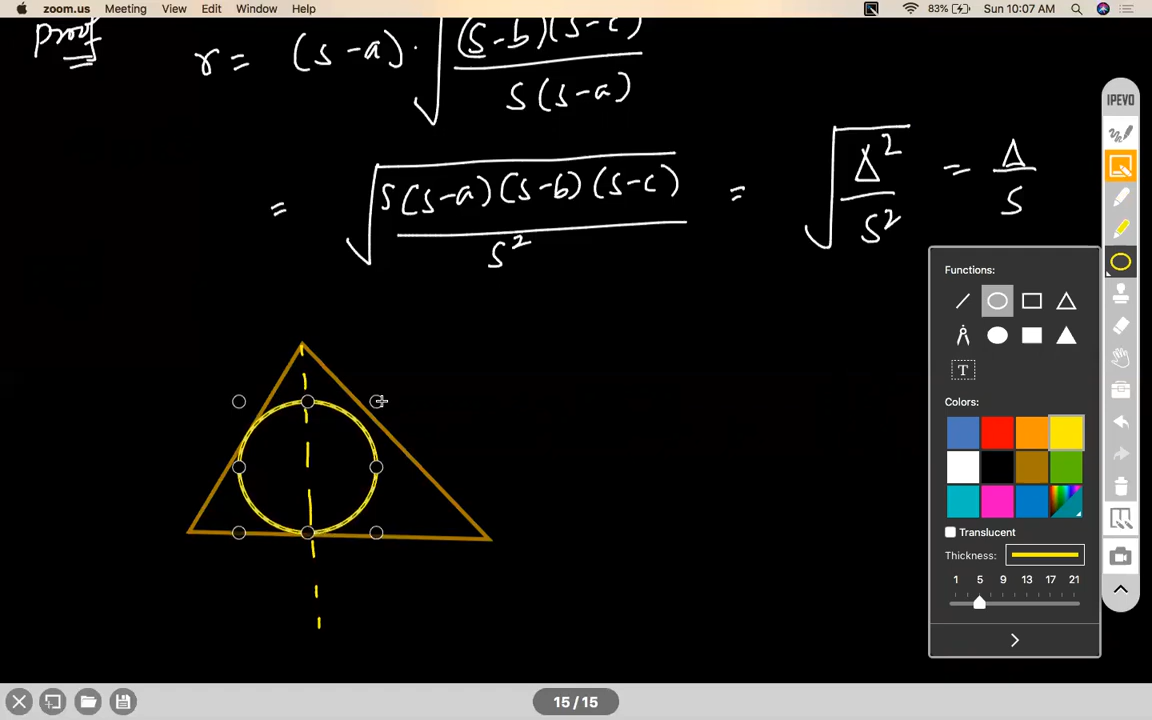 zoom.us Meeting View Edit Window Help 83% Sun 10:07 AM
Proof
r = (s-a) · √((s-b)(s-c) / s(s-a))
= √(s(s-a)(s-b)(s-c) / s²) = √(Δ² / s²) = Δ / s
IPEVO
Functions:
T
Colors:
Translucent
Thickness:
1 5 9 13 17 21
15 / 15